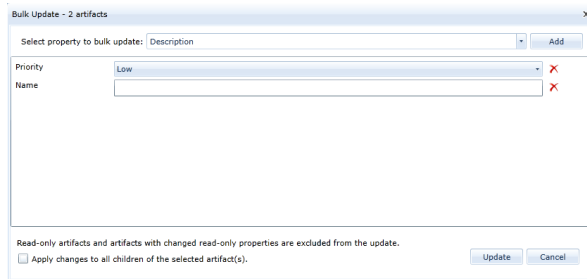 Bulk Update - 2 artifacts
Select property to bulk update: Description Add
Priority Low
Name
Read-only artifacts and artifacts with changed read-only properties are excluded from the update.
Apply changes to all children of the selected artifact(s). Update Cancel